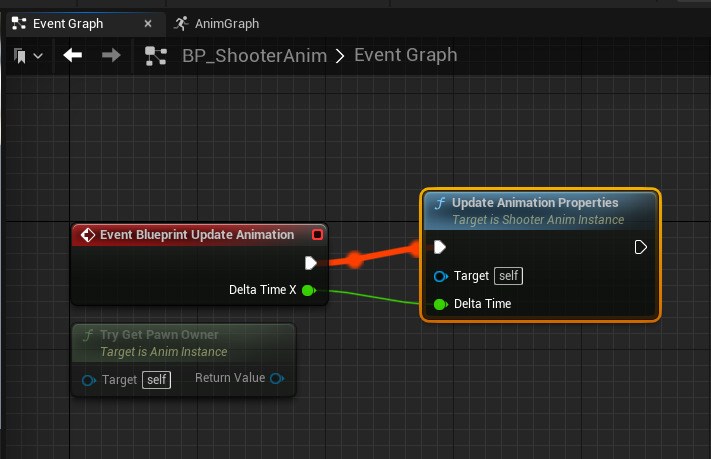 Event Graph
AnimGraph
BP_ShooterAnim > Event Graph
Update Animation Properties
Target is Shooter Anim Instance
Event Blueprint Update Animation
Target self
Delta Time X
Delta Time
Try Get Pawn Owner
Target is Anim Instance
Target self
Return Value